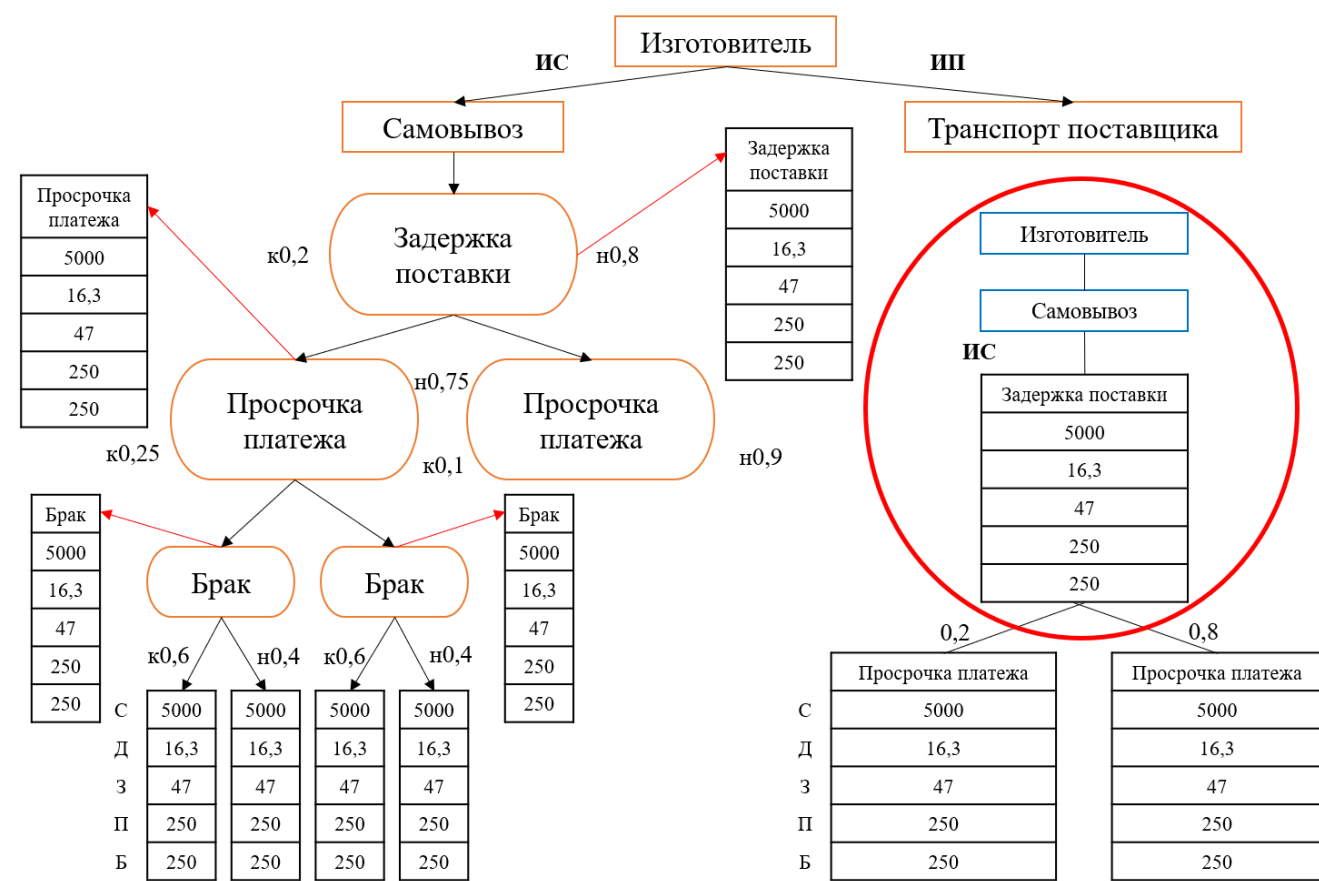 Изготовитель
ИС
ИП
Самовывоз
Транспорт поставщика
Задержка
поставки
5000
16,3
47
250
250
Просрочка
платежа
5000
16,3
47
250
250
к0,2
Задержка
поставки
н0,8
Изготовитель
Самовывоз
ИС
Задержка поставки
5000
16,3
47
250
250
0,2
0,8
Просрочка
платежа
к0,25
н0,75
Просрочка
платежа
к0,1
н0,9
Брак
5000
16,3
47
250
250
Брак
Брак
Брак
5000
16,3
47
250
250
к0,6
н0,4
к0,6
н0,4
С 5000 5000 5000 5000
Д 16,3 16,3 16,3 16,3
З 47 47 47 47
П 250 250 250 250
Б 250 250 250 250
Просрочка платежа Просрочка платежа
С 5000 5000
Д 16,3 16,3
З 47 47
П 250 250
Б 250 250